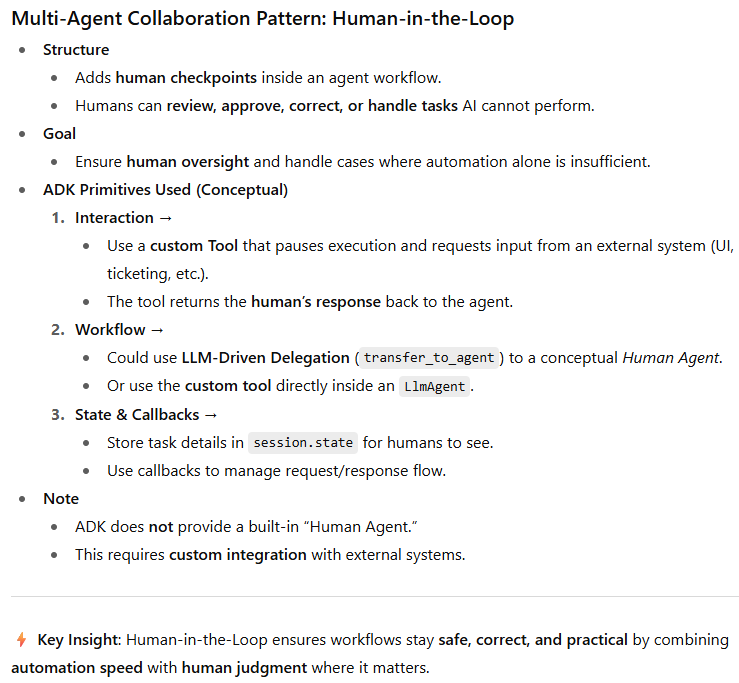 Multi-Agent Collaboration Pattern: Human-in-the-Loop
• Structure
• Adds human checkpoints inside an agent workflow.
• Humans can review, approve, correct, or handle tasks AI cannot perform.
• Goal
• Ensure human oversight and handle cases where automation alone is insufficient.
• ADK Primitives Used (Conceptual)
1. Interaction →
• Use a custom Tool that pauses execution and requests input from an external system (UI,
ticketing, etc.).
• The tool returns the human’s response back to the agent.
2. Workflow →
• Could use LLM-Driven Delegation ( transfer_to_agent ) to a conceptual Human Agent.
• Or use the custom tool directly inside an LlmAgent .
3. State & Callbacks →
• Store task details in session.state for humans to see.
• Use callbacks to manage request/response flow.
• Note
• ADK does not provide a built-in “Human Agent.”
• This requires custom integration with external systems.
⚡ Key Insight: Human-in-the-Loop ensures workflows stay safe, correct, and practical by combining
automation speed with human judgment where it matters.